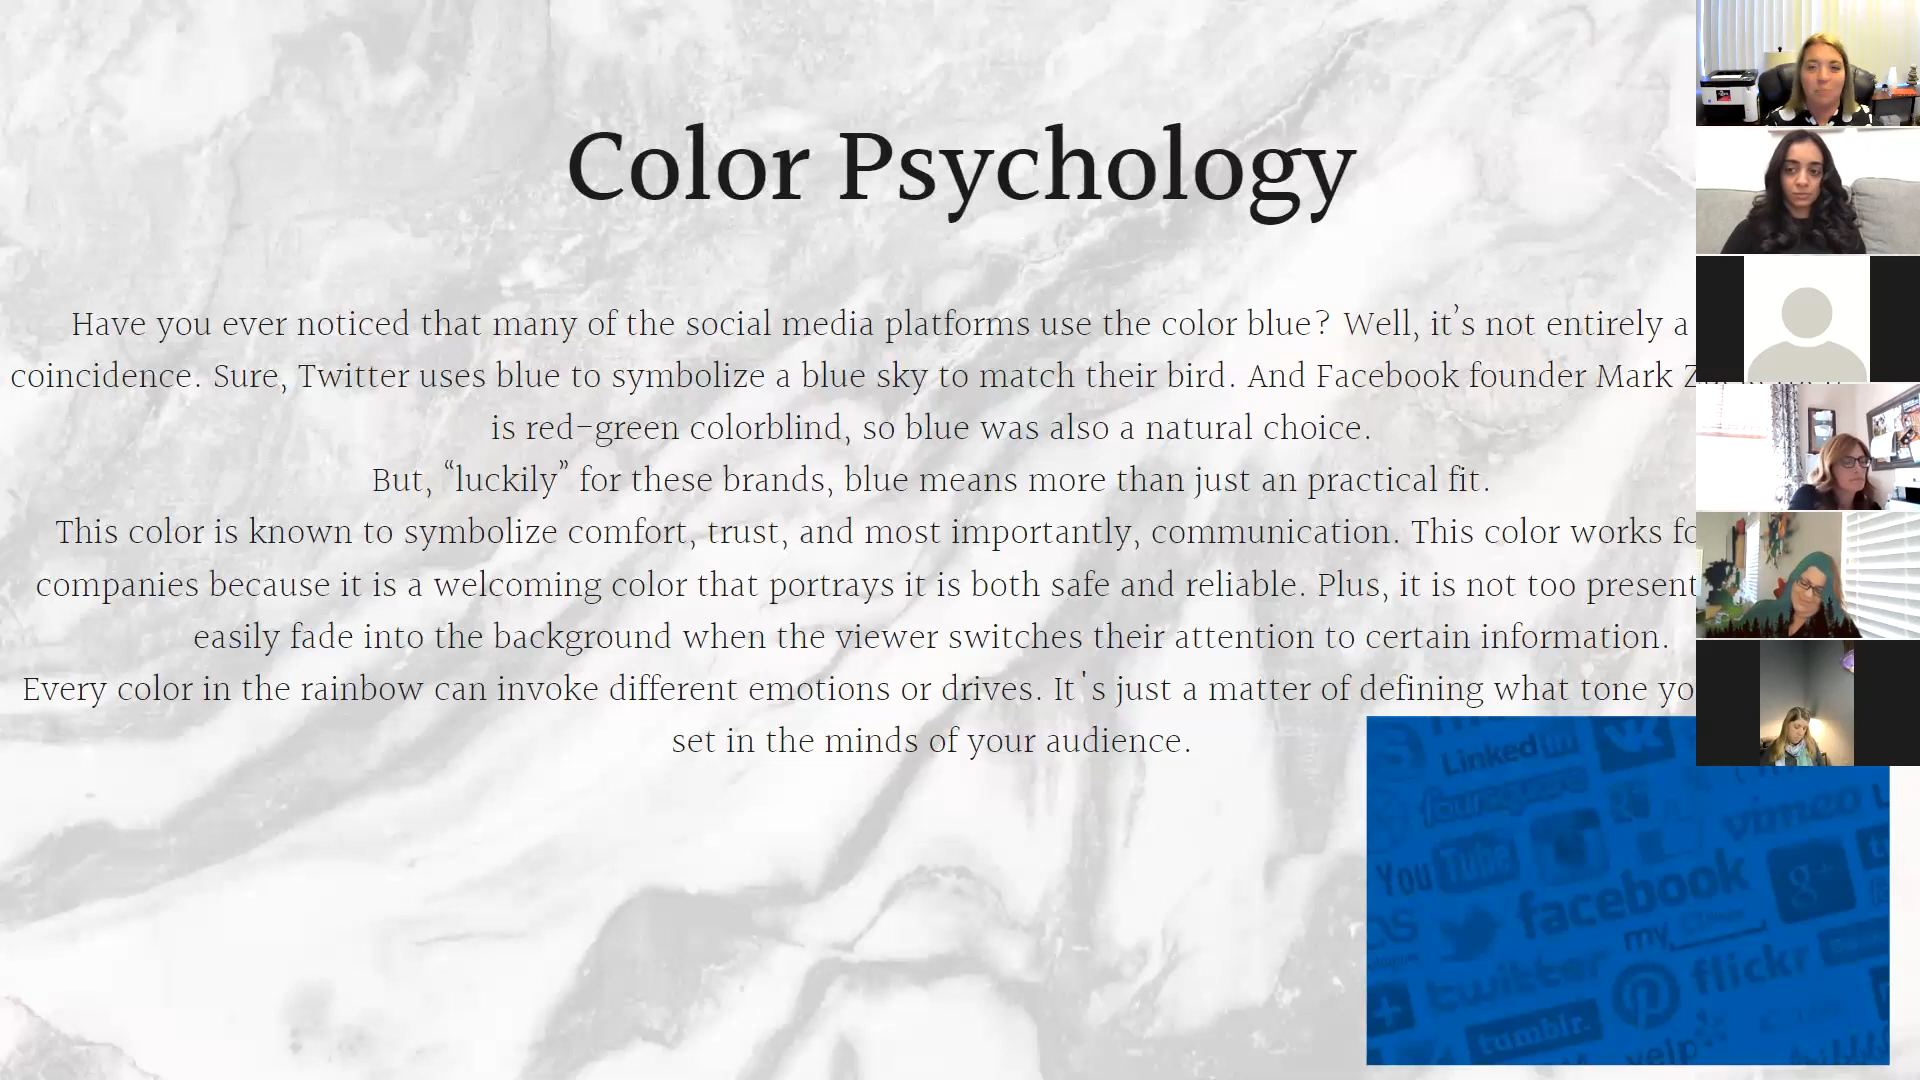 Color Psychology
Have you ever noticed that many of the social media platforms use the color blue? Well, it’s not entirely a
coincidence. Sure, Twitter uses blue to symbolize a blue sky to match their bird. And Facebook founder Mark
is red-green colorblind, so blue was also a natural choice.
But, “luckily” for these brands, blue means more than just an practical fit.
This color is known to symbolize comfort, trust, and most importantly, communication. This color works
companies because it is a welcoming color that portrays it is both safe and reliable. Plus, it is not too present
easily fade into the background when the viewer switches their attention to certain information.
Every color in the rainbow can invoke different emotions or drives. It's just a matter of defining what tone
set in the minds of your audience.
Linked in
foursquare
vimeo
You Tube
facebook
g+
my
twitter
flickr
tumblr.
yelp